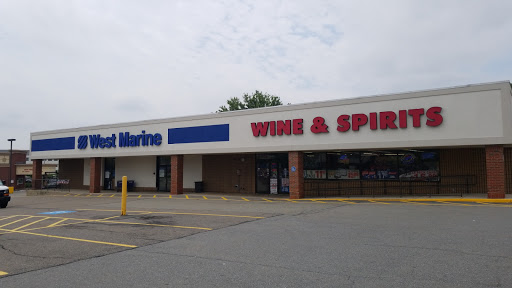 West Marine
WINE & SPIRITS